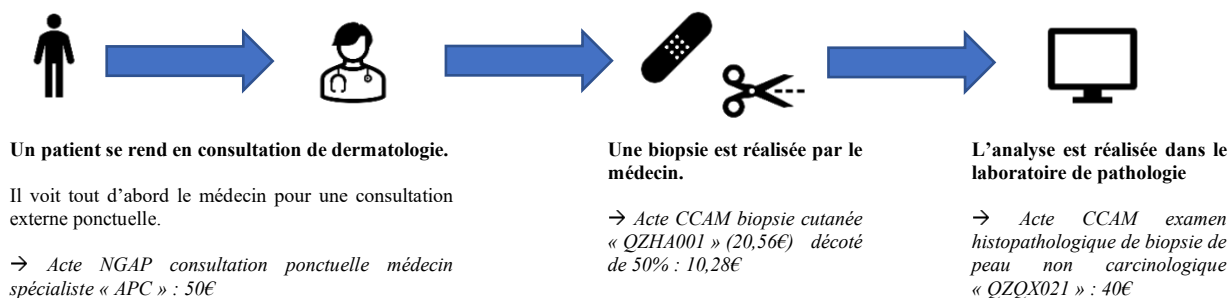 Un patient se rend en consultation de dermatologie.
Il voit tout d’abord le médecin pour une consultation
externe ponctuelle.
→ Acte NGAP consultation ponctuelle médecin
spécialiste « APC » : 50€
Une biopsie est réalisée par le
médecin.
→ Acte CCAM biopsie cutanée
« QZHA001 » (20,56€) décoté
de 50% : 10,28€
L’analyse est réalisée dans le
laboratoire de pathologie
→ Acte CCAM examen
histopathologique de biopsie de
peau non carcinologique
« QZQX021 » : 40€